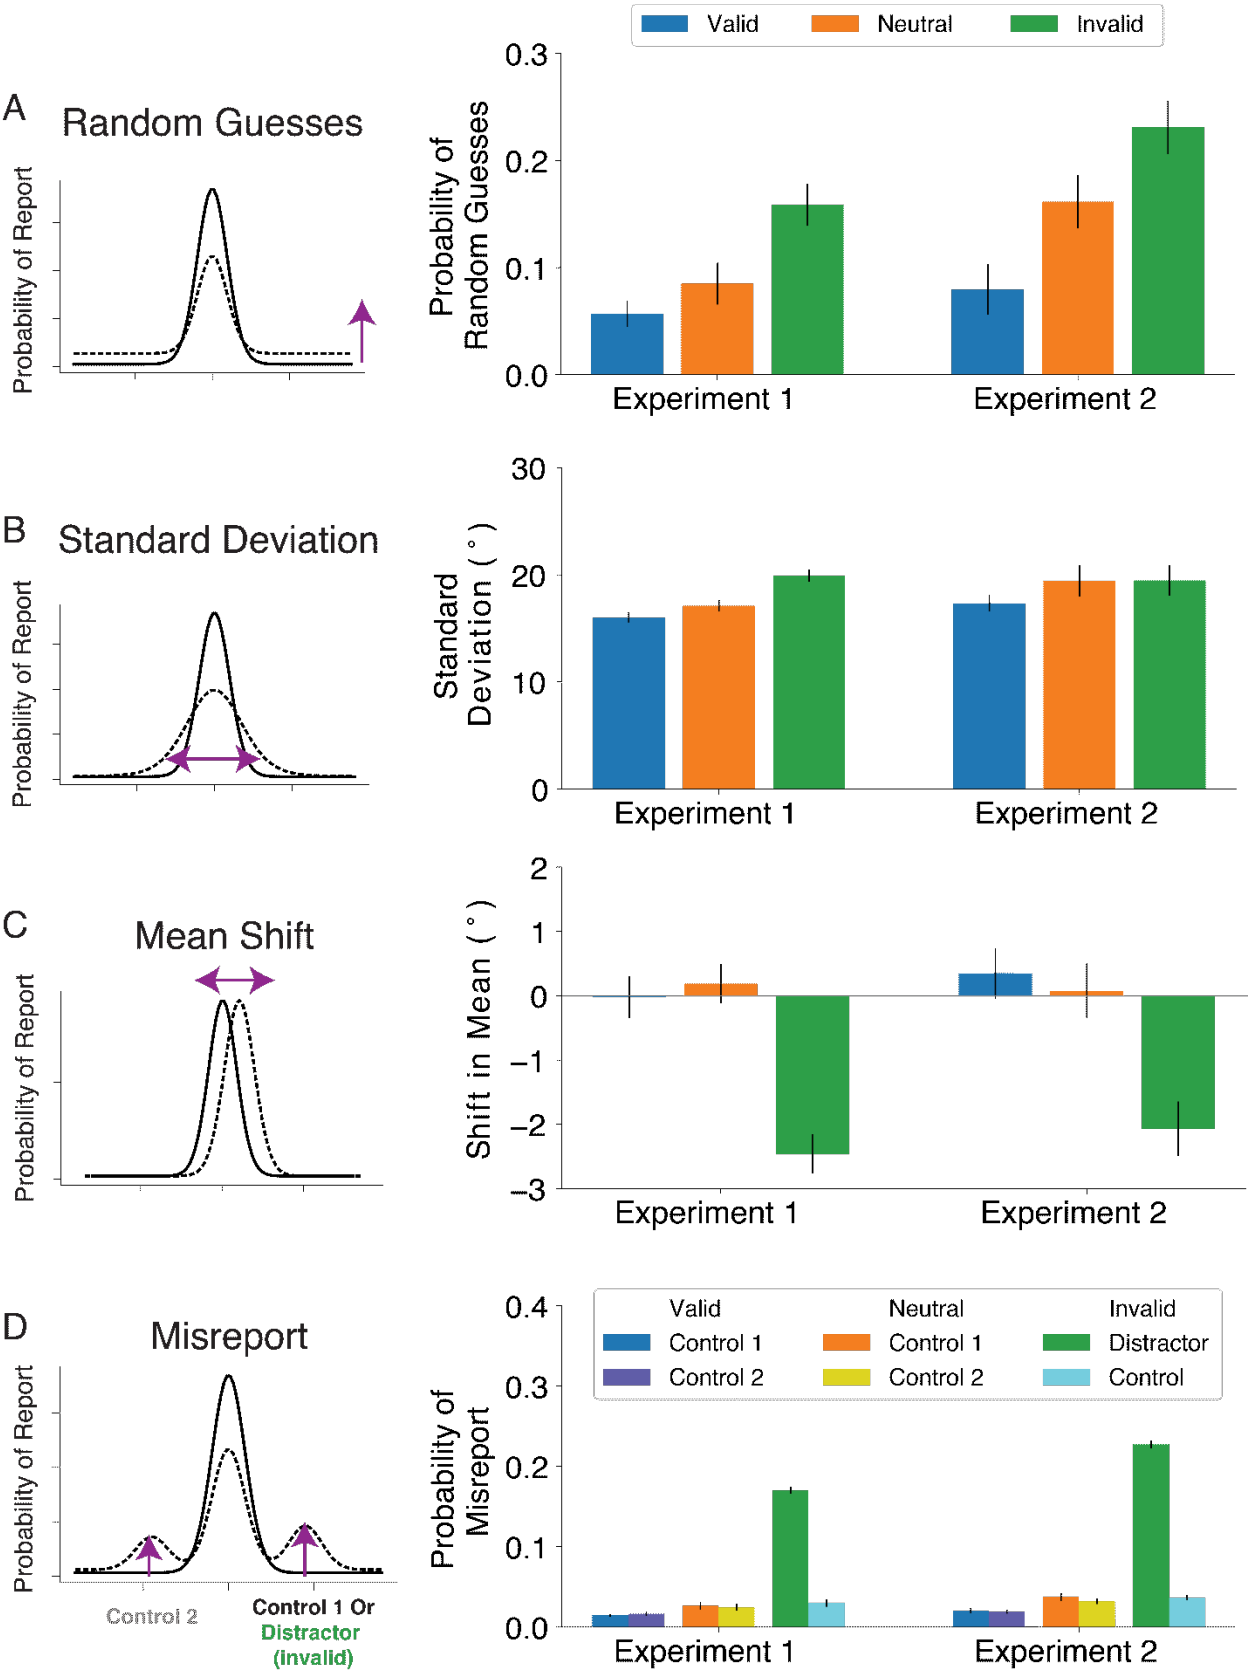 Valid Neutral Invalid
A
Random Guesses
Probability of Report
Probability of
Random Guesses
0.3
0.2
0.1
0.0
Experiment 1 Experiment 2
B
Standard Deviation
Probability of Report
Standard
Deviation (°)
30
20
10
0
Experiment 1 Experiment 2
C
Mean Shift
Probability of Report
Shift in Mean (°)
2
1
0
−1
−2
−3
Experiment 1 Experiment 2
D
Misreport
Probability of Report
Control 2
Control 1 Or
Distractor
(Invalid)
Probability of
Misreport
0.4
0.3
0.2
0.1
0.0
Valid Neutral Invalid
Control 1 Control 1 Distractor
Control 2 Control 2 Control
Experiment 1 Experiment 2